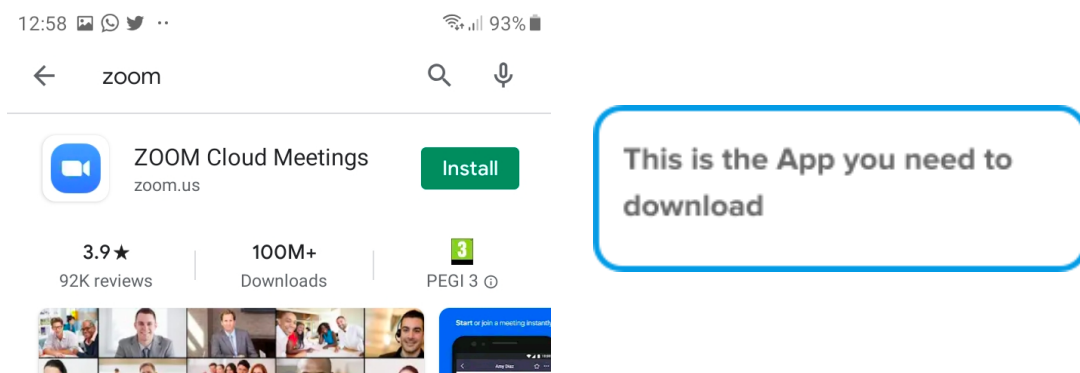 12:58 93%
zoom
ZOOM Cloud Meetings
zoom.us
Install
3.9★ 100M+ 3
92K reviews Downloads PEGI 3
Start or join a meeting instantly
This is the App you need to
download